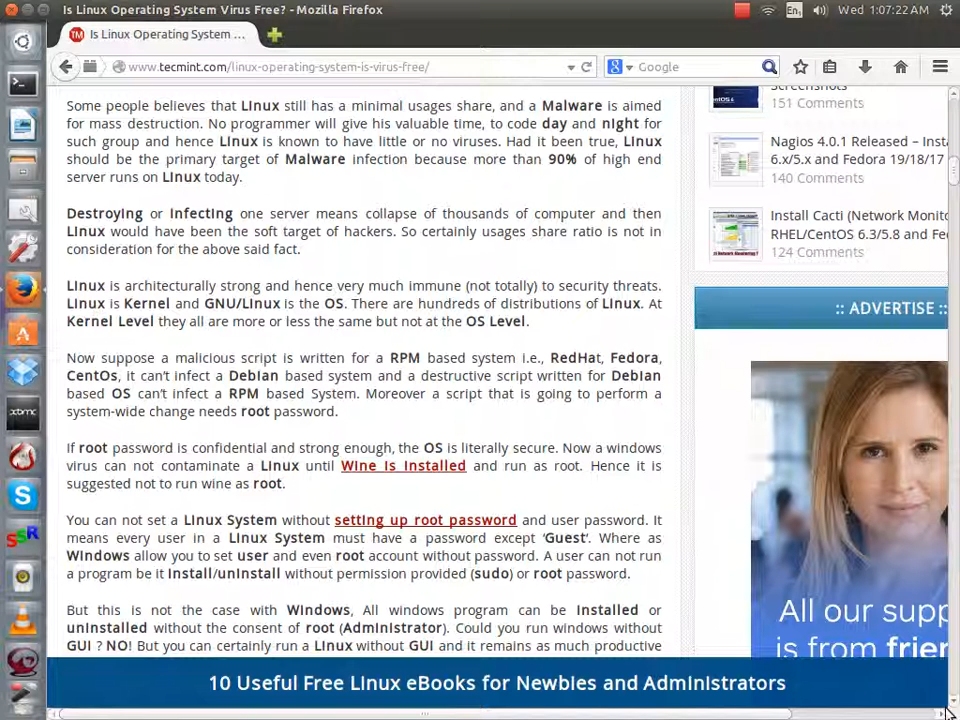 Is Linux Operating System Virus Free? - Mozilla Firefox
En1
Wed 1:07:22 AM
Is Linux Operating System ...
www.tecmint.com/linux-operating-system-is-virus-free/
Google
Some people believes that Linux still has a minimal usages share, and a Malware is aimed
for mass destruction. No programmer will give his valuable time, to code day and night for
such group and hence Linux is known to have little or no viruses. Had it been true, Linux
should be the primary target of Malware infection because more than 90% of high end
server runs on Linux today.
Destroying or Infecting one server means collapse of thousands of computer and then
Linux would have been the soft target of hackers. So certainly usages share ratio is not in
consideration for the above said fact.
Linux is architecturally strong and hence very much immune (not totally) to security threats.
Linux is Kernel and GNU/Linux is the OS. There are hundreds of distributions of Linux. At
Kernel Level they all are more or less the same but not at the OS Level.
Now suppose a malicious script is written for a RPM based system i.e., RedHat, Fedora,
CentOs, it can't infect a Debian based system and a destructive script written for Debian
based OS can't infect a RPM based System. Moreover a script that is going to perform a
system-wide change needs root password.
If root password is confidential and strong enough, the OS is literally secure. Now a windows
virus can not contaminate a Linux until Wine is Installed and run as root. Hence it is
suggested not to run wine as root.
You can not set a Linux System without setting up root password and user password. It
means every user in a Linux System must have a password except 'Guest'. Where as
Windows allow you to set user and even root account without password. A user can not run
a program be it Install/uninstall without permission provided (sudo) or root password.
But this is not the case with Windows, All windows program can be Installed or
uninstalled without the consent of root (Administrator). Could you run windows without
GUI ? NO! But you can certainly run a Linux without GUI and it remains as much productive
Screenshots
151 Comments
Nagios 4.0.1 Released – Insta
6.x/5.x and Fedora 19/18/17
140 Comments
Install Cacti (Network Monito
RHEL/CentOS 6.3/5.8 and Fed
124 Comments
:: ADVERTISE ::
All our supp
is from frien
10 Useful Free Linux eBooks for Newbies and Administrators